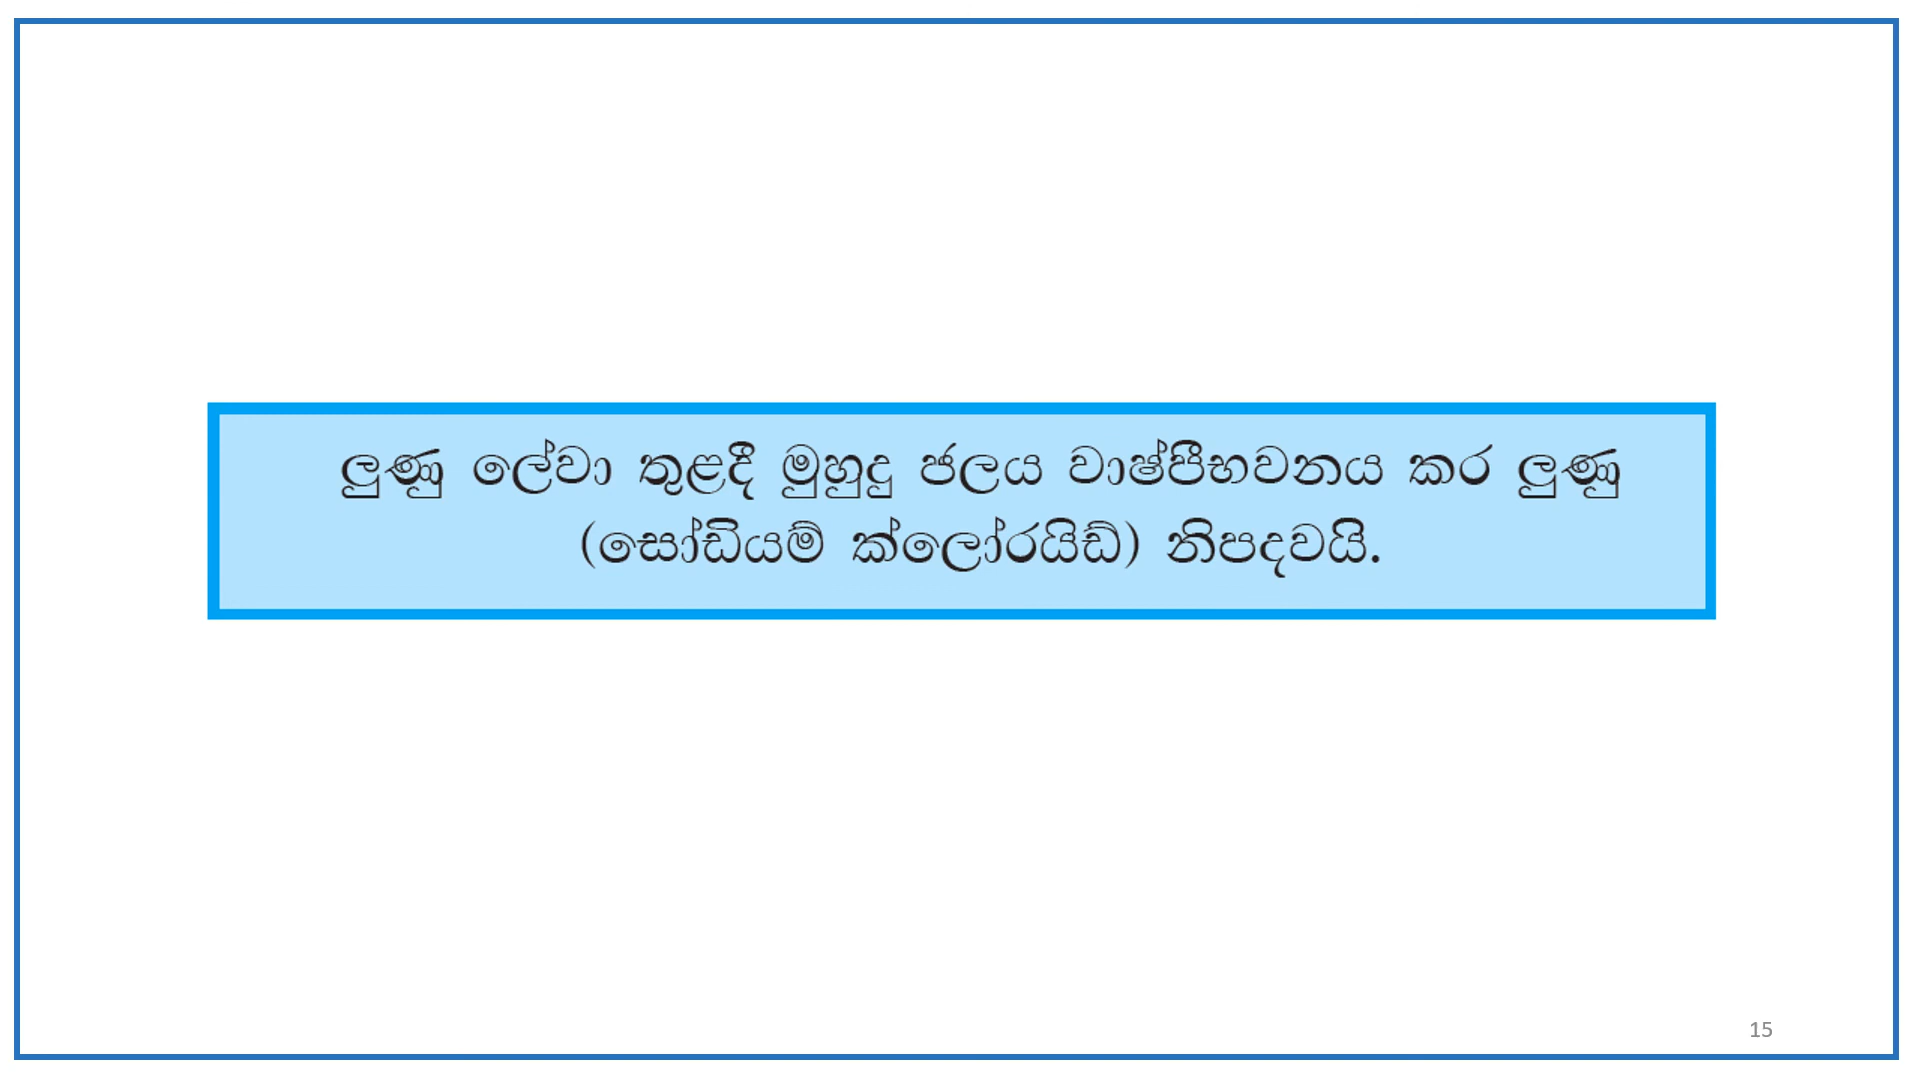 ලුණු ලේවා තුළදී මුහුදු ජලය වාෂ්පීභවනය කර ලුණු
(සෝඩියම් ක්ලෝරයිඩ්) නිපදවයි.
15